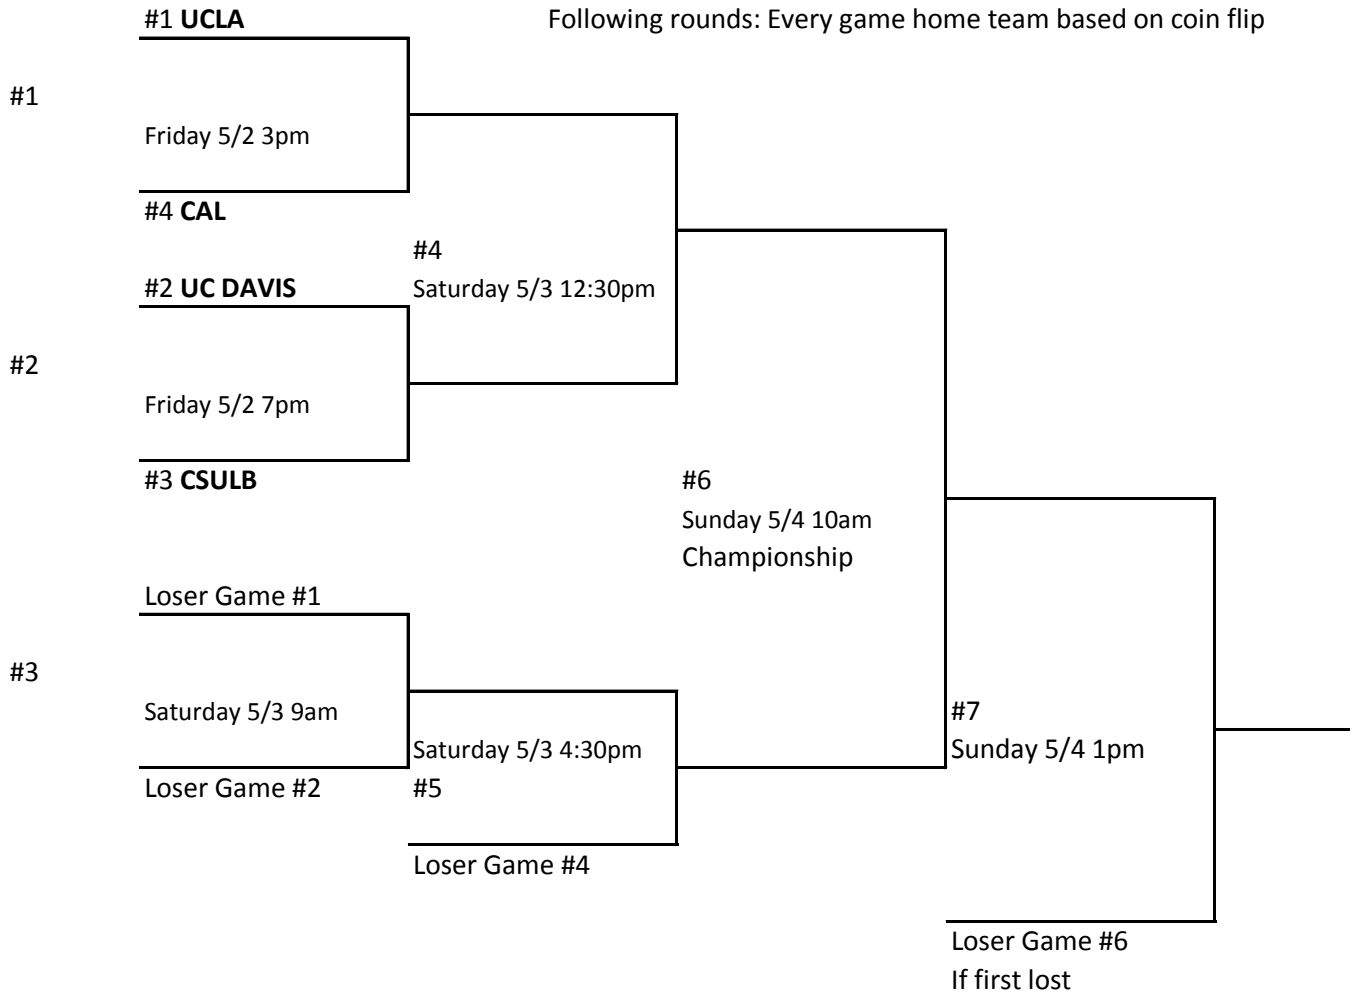 #1 UCLA
Following rounds: Every game home team based on coin flip
#1
Friday 5/2 3pm
#4 CAL
#4
#2 UC DAVIS
Saturday 5/3 12:30pm
#2
Friday 5/2 7pm
#3 CSULB
#6
Sunday 5/4 10am
Championship
Loser Game #1
#3
Saturday 5/3 9am
#7
Saturday 5/3 4:30pm
Sunday 5/4 1pm
Loser Game #2
#5
Loser Game #4
Loser Game #6
If first lost